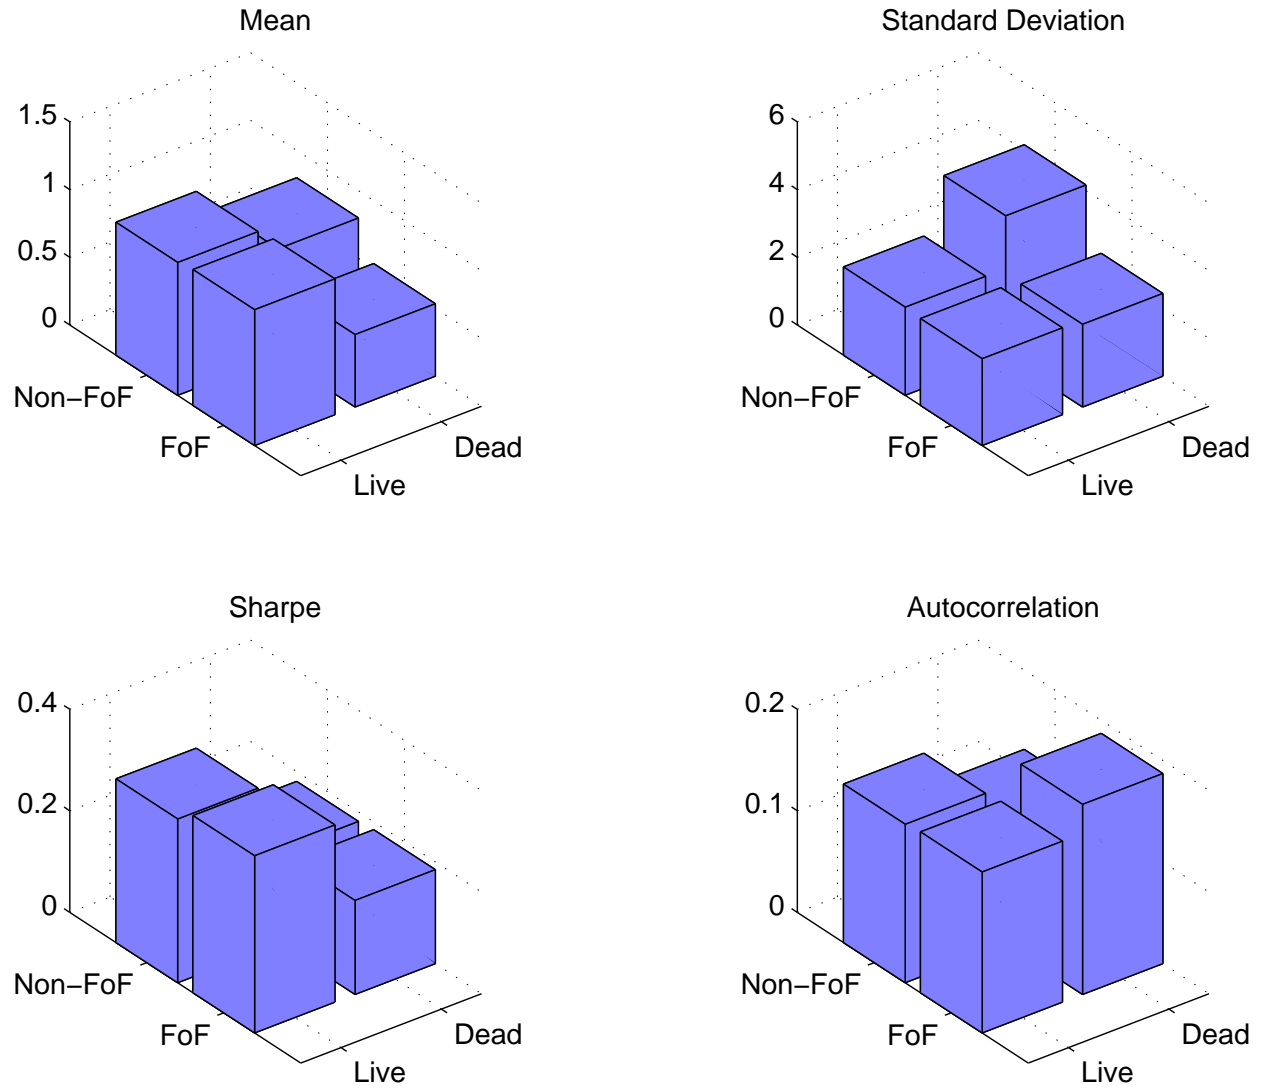 Mean
1.5
1
0.5
0
Non−FoF
FoF
Live
Dead
Standard Deviation
6
4
2
0
Non−FoF
FoF
Live
Dead
Sharpe
0.4
0.2
0
Non−FoF
FoF
Live
Dead
Autocorrelation
0.2
0.1
0
Non−FoF
FoF
Live
Dead